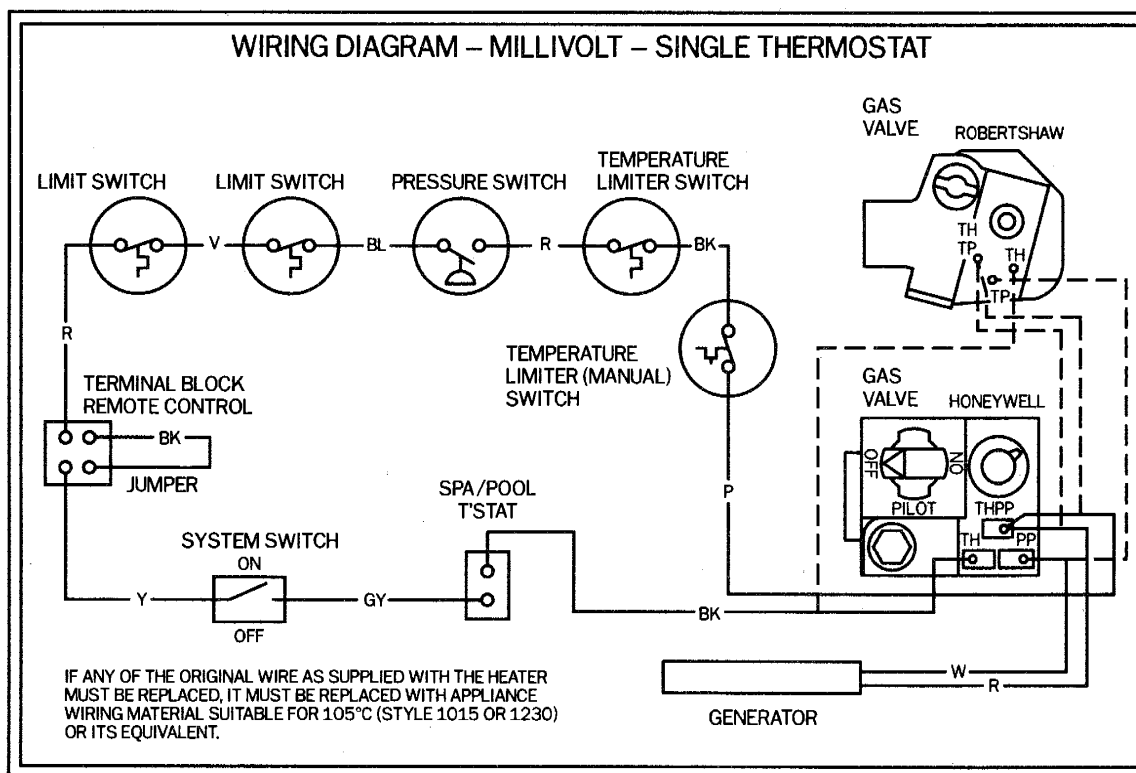 WIRING DIAGRAM – MILLIVOLT – SINGLE THERMOSTAT
GAS
VALVE
ROBERTSHAW
LIMIT SWITCH
LIMIT SWITCH
PRESSURE SWITCH
TEMPERATURE
LIMITER SWITCH
V
BL
R
BK
TH
TP
TH
TP
R
TEMPERATURE
LIMITER (MANUAL)
SWITCH
TERMINAL BLOCK
REMOTE CONTROL
BK
JUMPER
GAS
VALVE
HONEYWELL
OFF
NO
PILOT
THPP
TH
PP
P
SPA/POOL
T'STAT
SYSTEM SWITCH
ON
Y
GY
OFF
BK
W
R
GENERATOR
IF ANY OF THE ORIGINAL WIRE AS SUPPLIED WITH THE HEATER
MUST BE REPLACED, IT MUST BE REPLACED WITH APPLIANCE
WIRING MATERIAL SUITABLE FOR 105°C (STYLE 1015 OR 1230)
OR ITS EQUIVALENT.